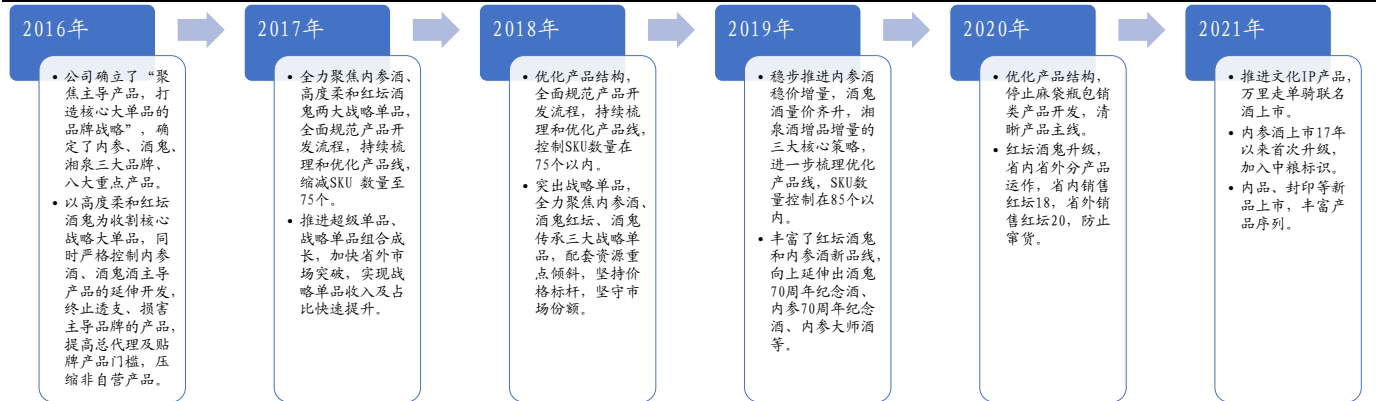 2016年
• 公司确立了“聚
焦主导产品，打
造核心大单品的
品牌战略”，确
定了内参、酒鬼、
湘泉三大品牌、
八大重点产品。
• 以高度柔和红坛
酒鬼为收割核心
战略大单品，同
时严格控制内参
酒、酒鬼酒主导
产品的延伸开发，
终止透支、损害
主导品牌的产品，
提高总代理及贴
牌产品门槛，压
缩非自营产品。
2017年
• 全力聚焦内参酒、
高度柔和红坛酒
鬼两大战略单品，
全面规范产品开
发流程，持续梳
理和优化产品线，
缩减SKU 数量至
75个。
• 推进超级单品、
战略单品组合成
长，加快省外市
场突破，实现战
略单品收入及占
比快速提升。
2018年
• 优化产品结构，
全面规范产品开
发流程，持续梳
理和优化产品线，
控制SKU数量在
75个以内。
• 突出战略单品，
全力聚焦内参酒、
酒鬼红坛、酒鬼
传承三大战略单
品，配套资源重
点倾斜，坚持价
格标杆，坚守市
场份额。
2019年
• 稳步推进内参酒
稳价增量，酒鬼
酒量价齐升，湘
泉酒增品增量的
三大核心策略，
进一步梳理优化
产品线，SKU数
量控制在85个以
内。
• 丰富了红坛酒鬼
和内参酒新品线，
向上延伸出酒鬼
70周年纪念酒、
内参70周年纪念
酒、内参大师酒
等。
2020年
• 优化产品结构，
停止麻袋瓶包销
类产品开发，清
晰产品主线。
• 红坛酒鬼升级，
省内省外分产品
运作，省内销售
红坛18，省外销
售红坛20，防止
窜货。
2021年
• 推进文化IP产品，
万里走单骑联名
酒上市。
• 内参酒上市17年
以来首次升级，
加入中粮标识。
• 内品、封印等新
品上市，丰富产
品序列。